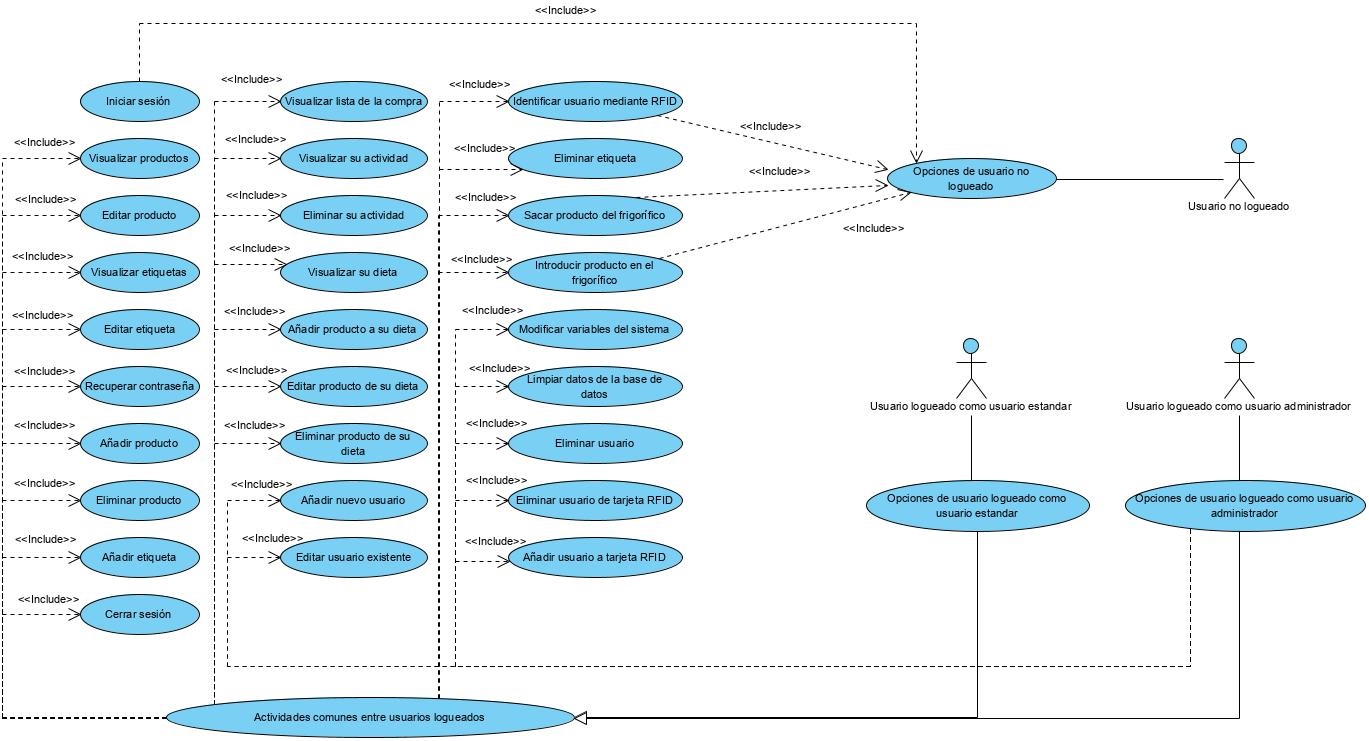 <<Include>>
<<Include>>
Iniciar sesión
<<Include>>
Visualizar productos
<<Include>>
Editar producto
<<Include>>
Visualizar etiquetas
<<Include>>
Editar etiqueta
<<Include>>
Recuperar contraseña
<<Include>>
Añadir producto
<<Include>>
Eliminar producto
<<Include>>
Añadir etiqueta
<<Include>>
Cerrar sesión
Visualizar lista de la compra
<<Include>>
Visualizar su actividad
<<Include>>
Eliminar su actividad
<<Include>>
Visualizar su dieta
<<Include>>
Añadir producto a su dieta
<<Include>>
Editar producto de su dieta
<<Include>>
Eliminar producto de su
dieta
<<Include>>
Añadir nuevo usuario
<<Include>>
Editar usuario existente
<<Include>>
Identificar usuario mediante RFID
<<Include>>
Eliminar etiqueta
<<Include>>
Sacar producto del frigorífico
<<Include>>
Introducir producto en el
frigorífico
<<Include>>
Modificar variables del sistema
<<Include>>
Limpiar datos de la base de
datos
<<Include>>
Eliminar usuario
<<Include>>
Eliminar usuario de tarjeta RFID
<<Include>>
Añadir usuario a tarjeta RFID
<<Include>>
<<Include>>
<<Include>>
<<Include>>
Opciones de usuario no
logueado
Usuario no logueado
Usuario logueado como usuario estandar
Usuario logueado como usuario administrador
Opciones de usuario logueado como
usuario estandar
Opciones de usuario logueado como usuario
administrador
Actividades comunes entre usuarios logueados